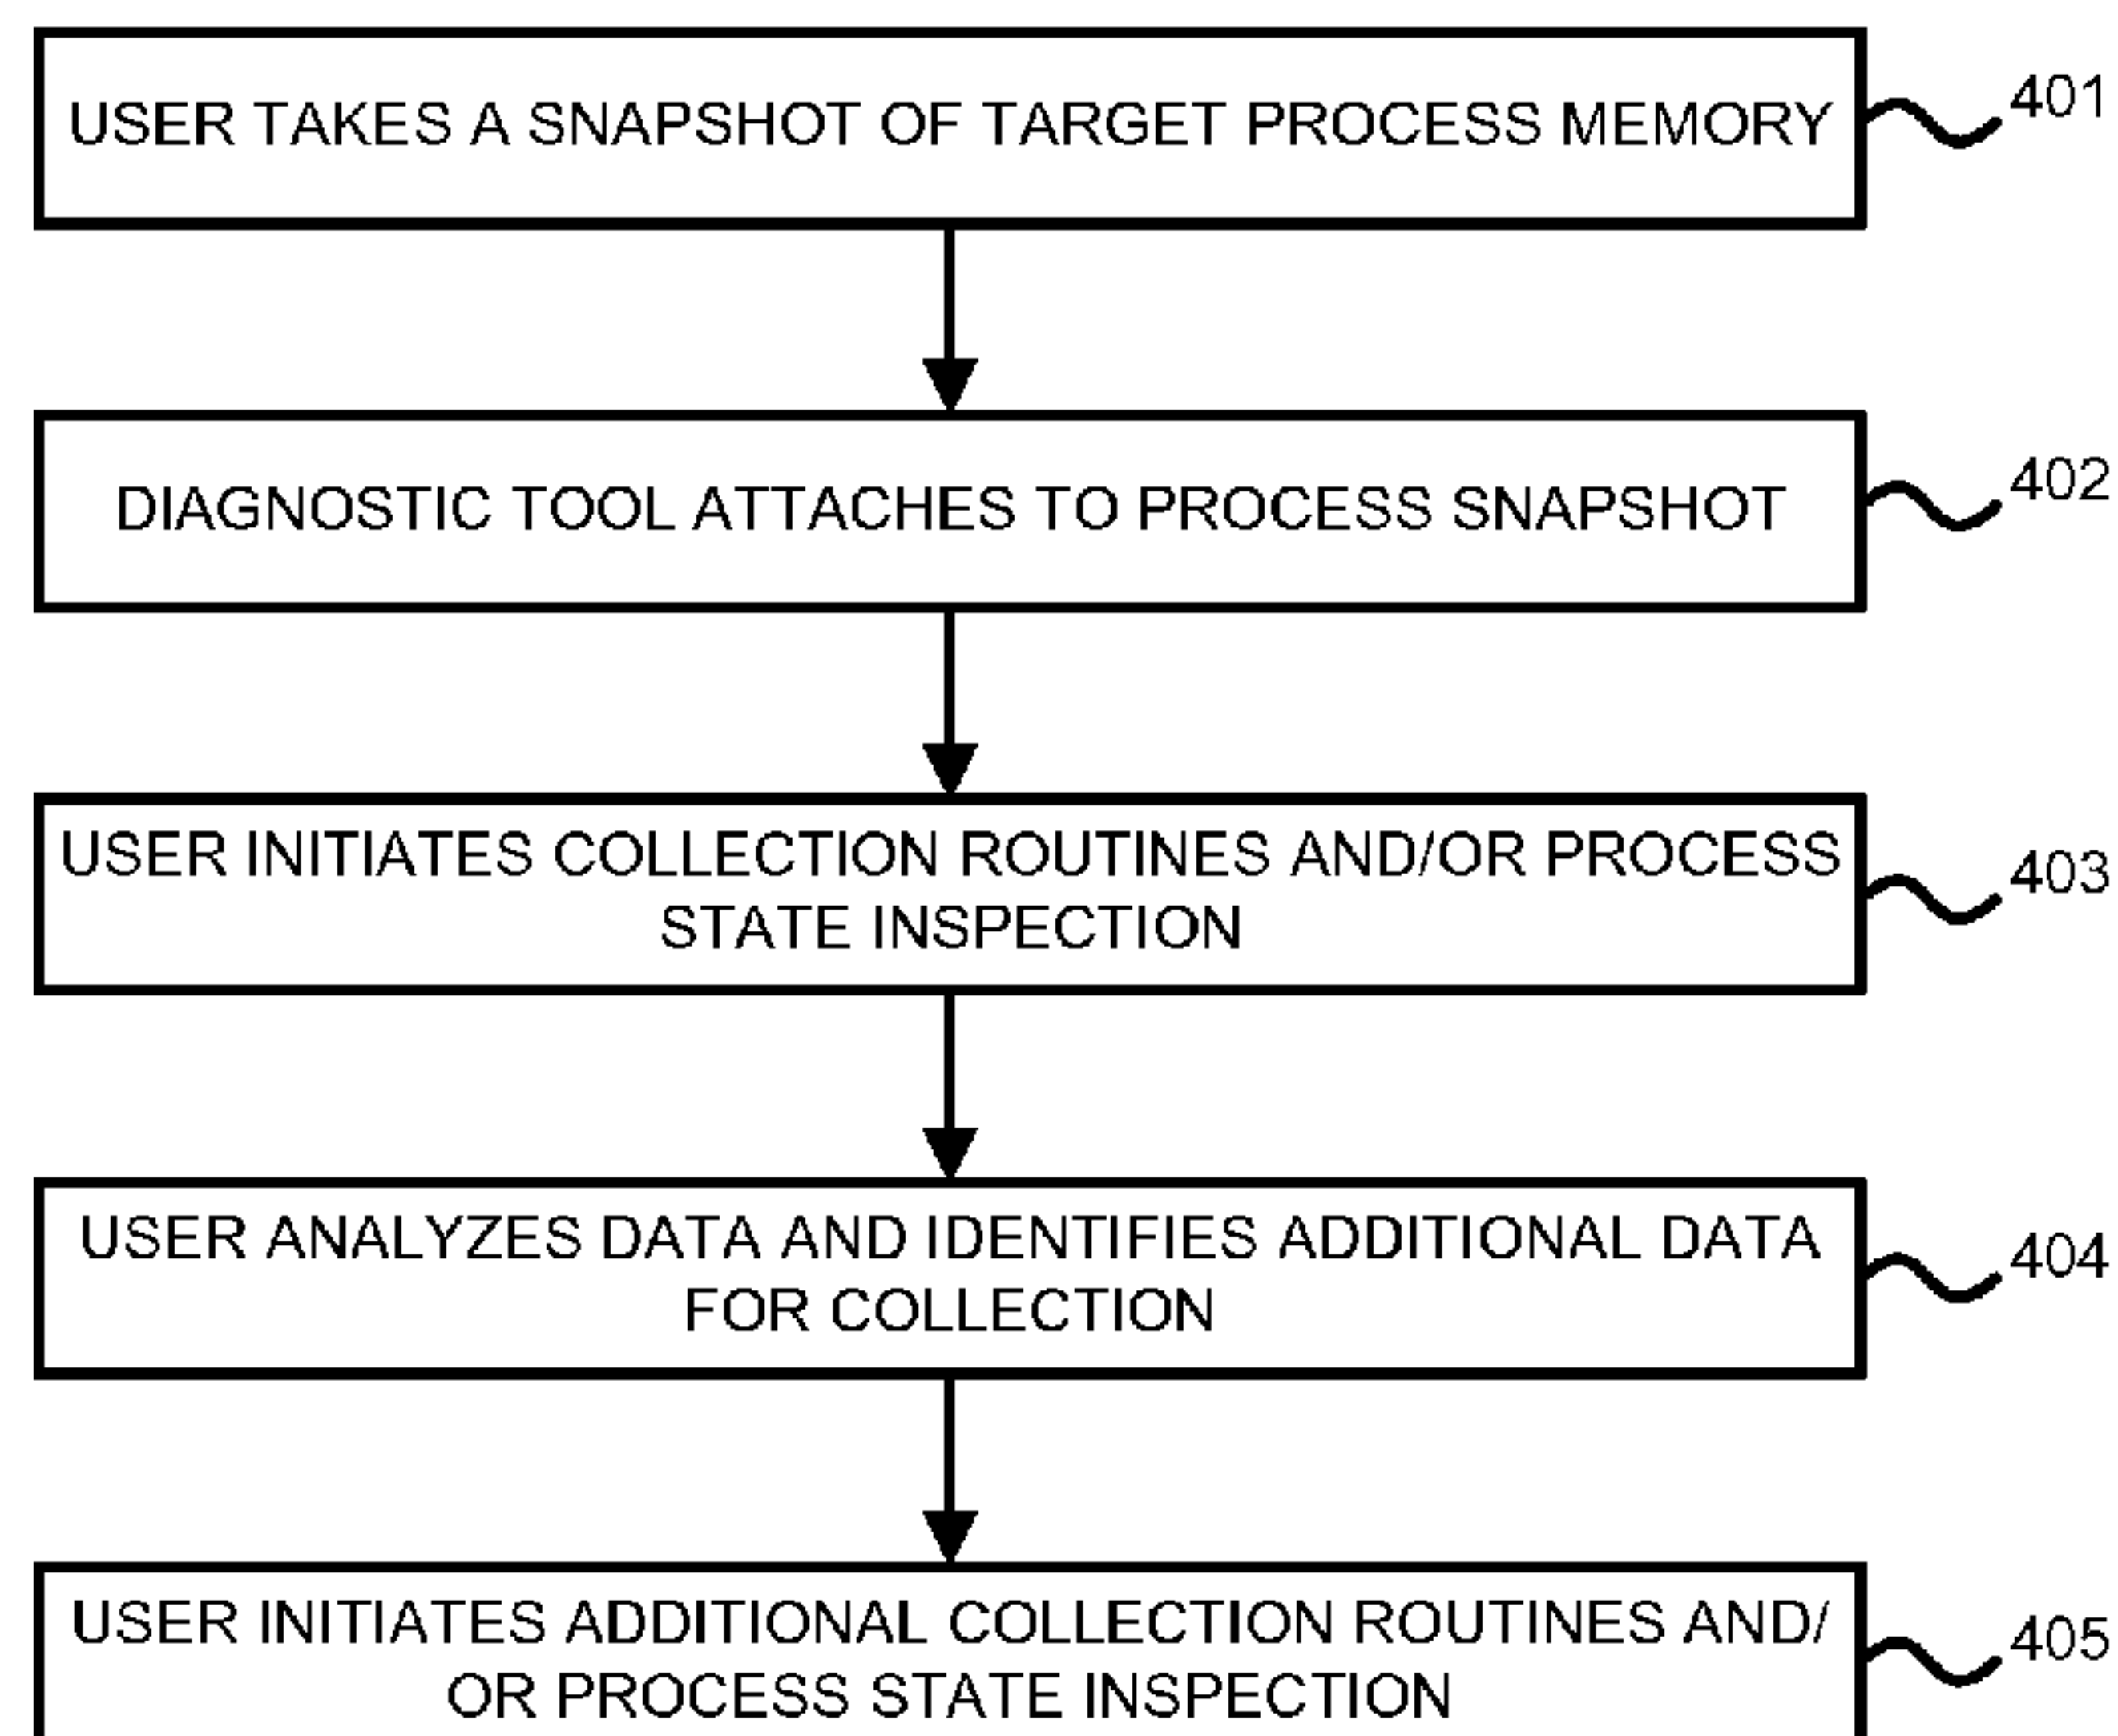 USER TAKES A SNAPSHOT OF TARGET PROCESS MEMORY
401
DIAGNOSTIC TOOL ATTACHES TO PROCESS SNAPSHOT
402
USER INITIATES COLLECTION ROUTINES AND/OR PROCESS
STATE INSPECTION
403
USER ANALYZES DATA AND IDENTIFIES ADDITIONAL DATA
FOR COLLECTION
404
USER INITIATES ADDITIONAL COLLECTION ROUTINES AND/
OR PROCESS STATE INSPECTION
405